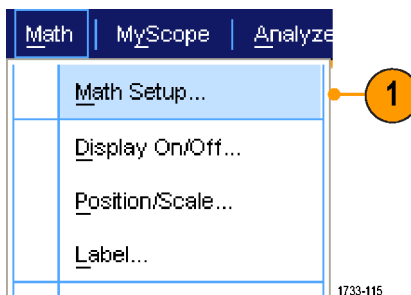 Math MyScope Analyze
Math Setup... 1
Display On/Off...
Position/Scale...
Label...
1733-115